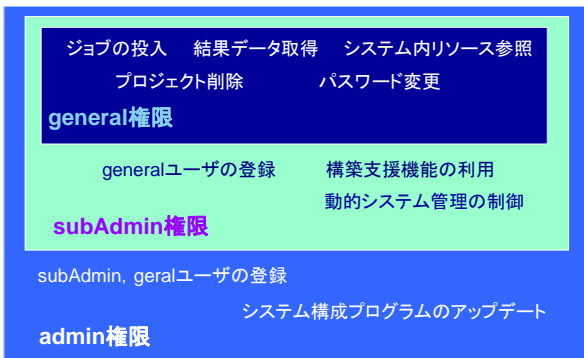 ジョブの投入 結果データ取得 システム内リソース参照
プロジェクト削除 パスワード変更
general権限
generalユーザの登録 構築支援機能の利用
動的システム管理の制御
subAdmin権限
subAdmin, geralユーザの登録
システム構成プログラムのアップデート
admin権限